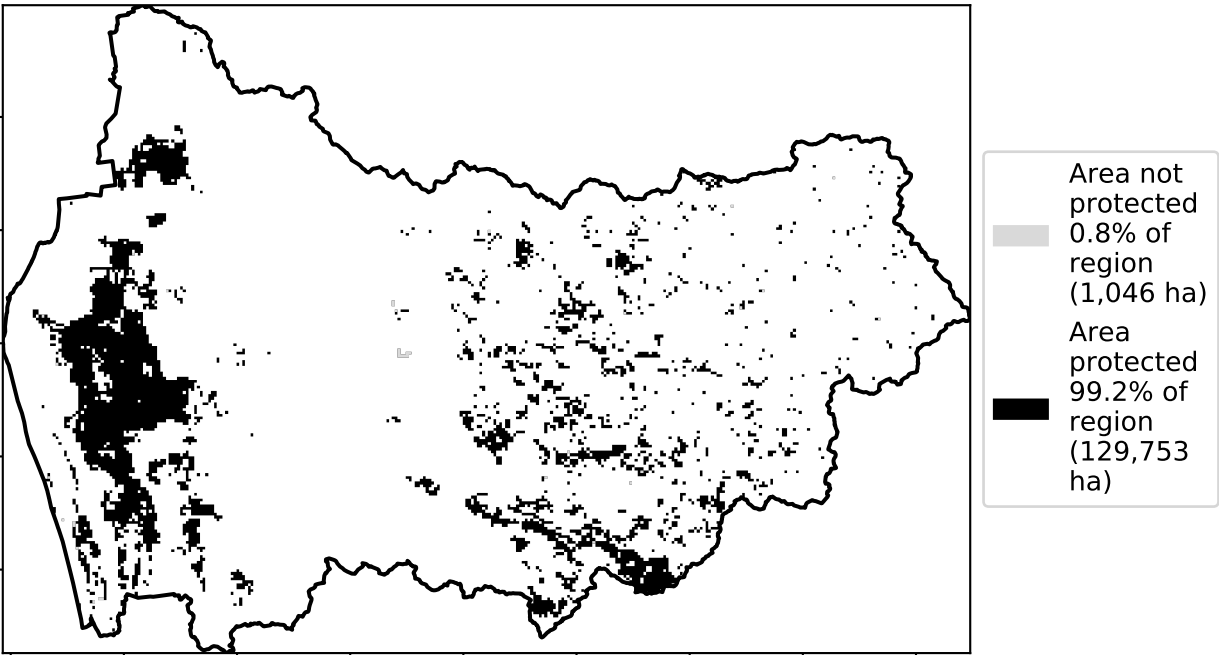 Area not
protected
0.8% of
region
(1,046 ha)
Area
protected
99.2% of
region
(129,753
ha)